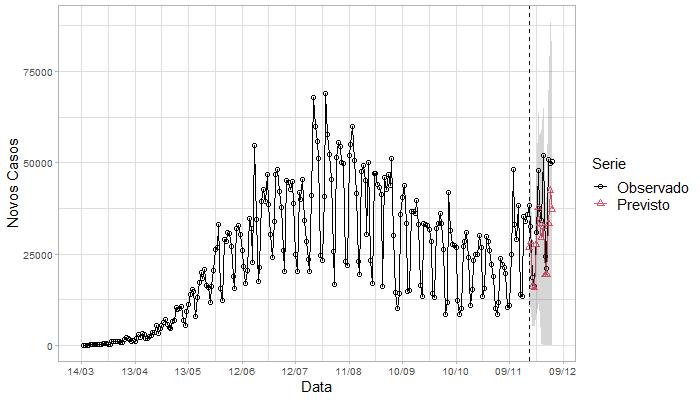 75000
50000
25000
0
Novos Casos
14/03 13/04 13/05 12/06 12/07 11/08 10/09 10/10 09/11 09/12
Data
Serie
Observado
Previsto